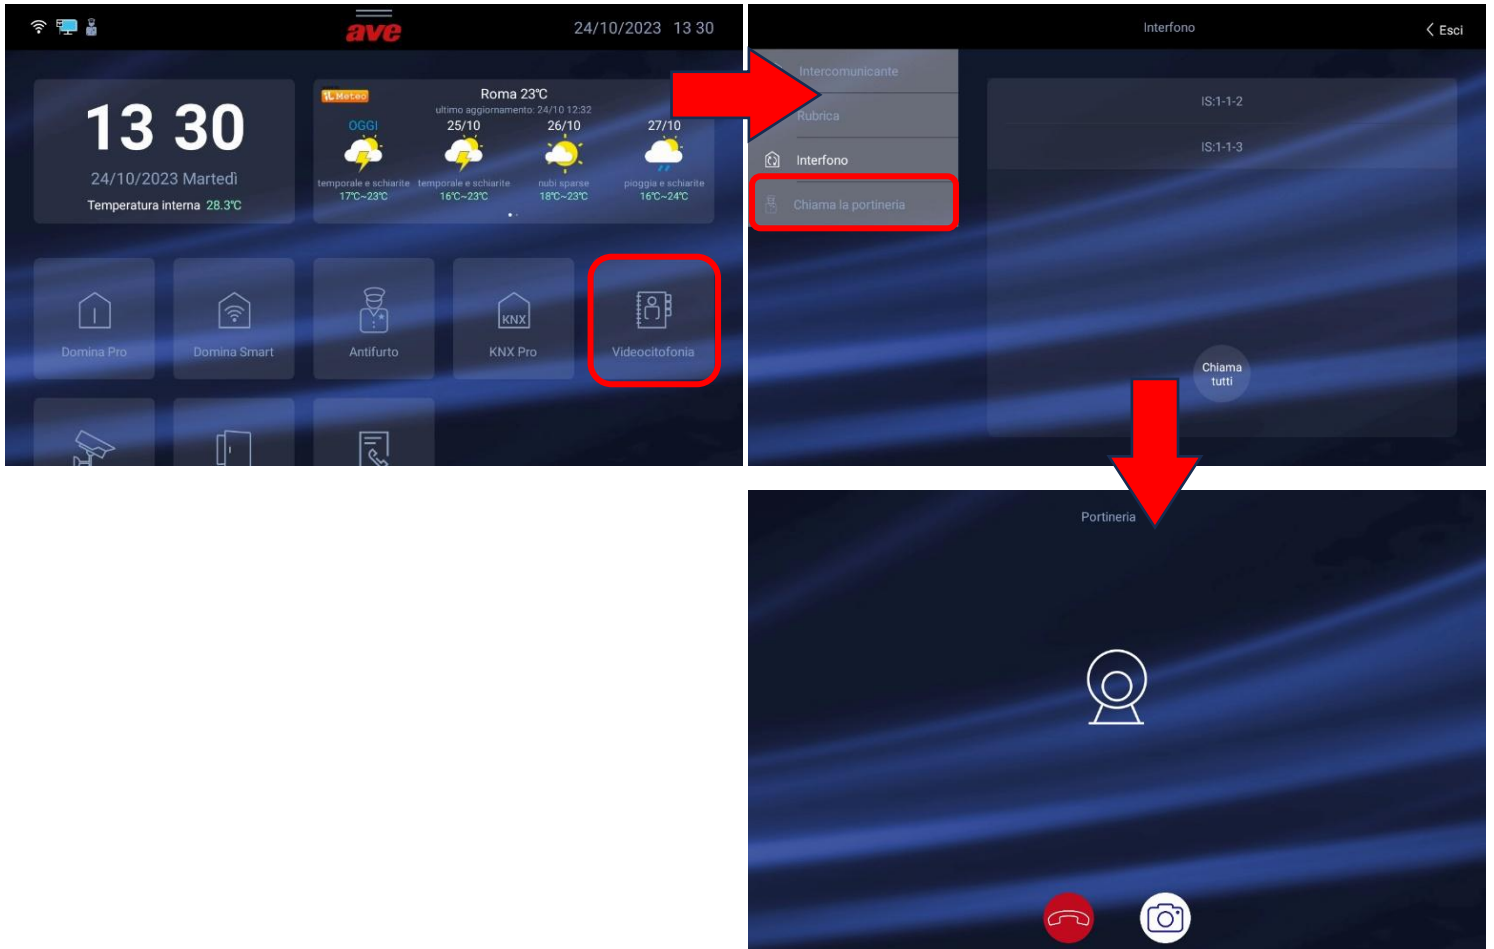 ave
24/10/2023 13 30
13 30
24/10/2023 Martedì
Temperatura interna 28.3℃
iL Meteo
Roma 23℃
ultimo aggiornamento: 24/10 12:32
OGGI 25/10 26/10 27/10
temporale e schiarite temporale e schiarite nubi sparse pioggia e schiarite
17℃~23℃ 16℃~23℃ 18℃~23℃ 16℃~24℃
Domina Pro
Domina Smart
Antifurto
KNX
KNX Pro
Videocitofonia
Interfono
< Esci
Intercomunicante
Rubrica
Interfono
Chiama la portineria
IS:1-1-2
IS:1-1-3
Chiama
tutti
Portineria